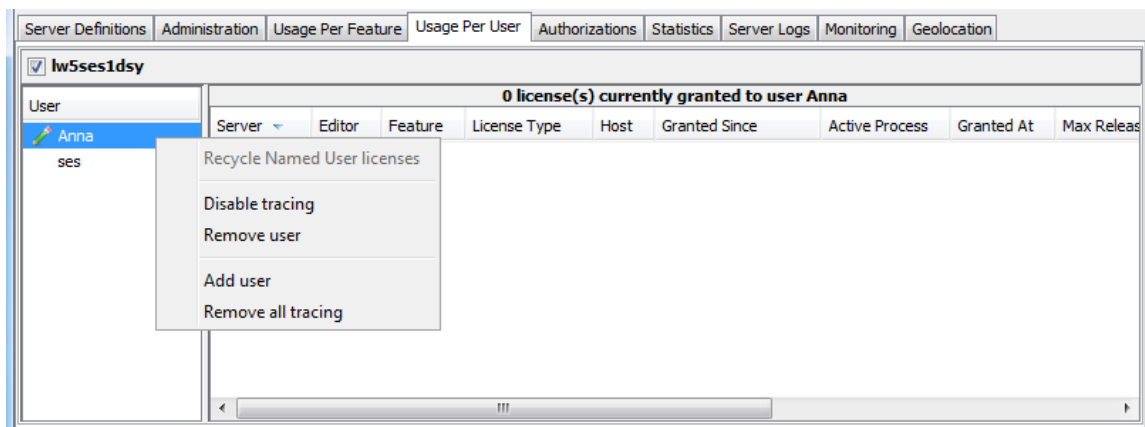 Server Definitions Administration Usage Per Feature Usage Per User Authorizations Statistics Server Logs Monitoring Geolocation
lw5ses1dsy
User
0 license(s) currently granted to user Anna
Server Editor Feature License Type Host Granted Since Active Process Granted At Max Releas
Anna
ses
Recycle Named User licenses
Disable tracing
Remove user
Add user
Remove all tracing